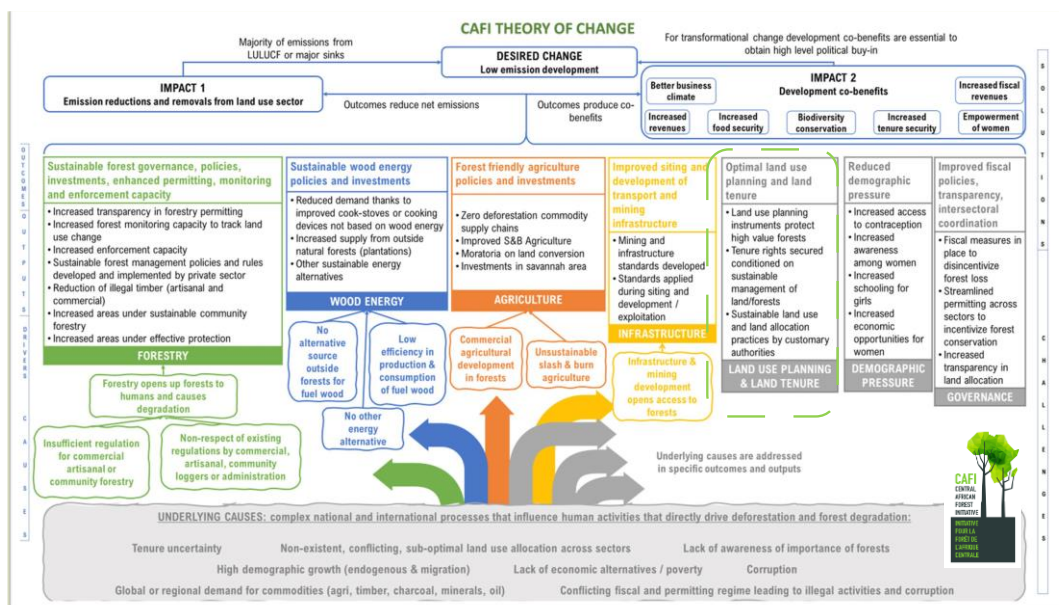 CAFI THEORY OF CHANGE
Majority of emissions from
LULUCF or major sinks
DESIRED CHANGE
Low emission development
For transformational change development co-benefits are essential to
obtain high level political buy-in
IMPACT 1
Emission reductions and removals from land use sector
Outcomes reduce net emissions
Outcomes produce co-
benefits
IMPACT 2
Development co-benefits
Better business
climate
Increased fiscal
revenues
Increased
revenues
Increased
food security
Biodiversity
conservation
Increased
tenure security
Empowerment
of women
SOLUTIONS
CHALLENGES
OUTCOMES
OUTPUTS
DRIVERS
CAUSES
Sustainable forest governance, policies,
investments, enhanced permitting, monitoring
and enforcement capacity
• Increased transparency in forestry permitting
• Increased forest monitoring capacity to track land
use change
• Increased enforcement capacity
• Sustainable forest management policies and rules
developed and implemented by private sector
• Reduction of illegal timber (artisanal and
commercial)
• Increased areas under sustainable community
forestry
• Increased areas under effective protection
FORESTRY
Forestry opens up forests to
humans and causes
degradation
Insufficient regulation
for commercial
artisanal or
community forestry
Non-respect of existing
regulations by commercial,
artisanal, community
loggers or administration
Sustainable wood energy
policies and investments
• Reduced demand thanks to
improved cook-stoves or cooking
devices not based on wood energy
• Increased supply from outside
natural forests (plantations)
• Other sustainable energy
alternatives
WOOD ENERGY
No
alternative
source
outside
forests for
fuel wood
Low
efficiency in
production &
consumption
of fuel wood
No other
energy
alternative
Forest friendly agriculture
policies and investments
• Zero deforestation commodity
supply chains
• Improved S&B Agriculture
• Moratoria on land conversion
• Investments in savannah area
AGRICULTURE
Commercial
agricultural
development
in forests
Unsustainable
slash & burn
agriculture
Improved siting and
development of
transport and
mining
infrastructure
• Mining and
infrastructure
standards developed
• Standards applied
during siting and
development /
exploitation
INFRASTRUCTURE
Infrastructure &
mining
development
opens access to
forests
Optimal land use
planning and land
tenure
• Land use planning
instruments protect
high value forests
• Tenure rights secured
conditioned on
sustainable
management of
land/forests
• Sustainable land use
and land allocation
practices by customary
authorities
LAND USE PLANNING
& LAND TENURE
Reduced
demographic
pressure
• Increased access
to contraception
• Increased
awareness
among women
• Increased
schooling for
girls
• Increased
economic
opportunities for
women
DEMOGRAPHIC
PRESSURE
Improved fiscal
policies,
transparency,
intersectoral
coordination
• Fiscal measures in
place to
disincentivize
forest loss
• Streamlined
permitting across
sectors to
incentivize forest
conservation
• Increased
transparency in
land allocation
GOVERNANCE
Underlying causes are addressed
in specific outcomes and outputs
CAFI
CENTRAL
AFRICAN
FOREST
INITIATIVE
INITIATIVE
POUR LA
FORÊT DE
L'AFRIQUE
CENTRALE
UNDERLYING CAUSES: complex national and international processes that influence human activities that directly drive deforestation and forest degradation:
Tenure uncertainty
Non-existent, conflicting, sub-optimal land use allocation across sectors
Lack of awareness of importance of forests
High demographic growth (endogenous & migration)
Lack of economic alternatives / poverty
Corruption
Global or regional demand for commodities (agri, timber, charcoal, minerals, oil)
Conflicting fiscal and permitting regime leading to illegal activities and corruption